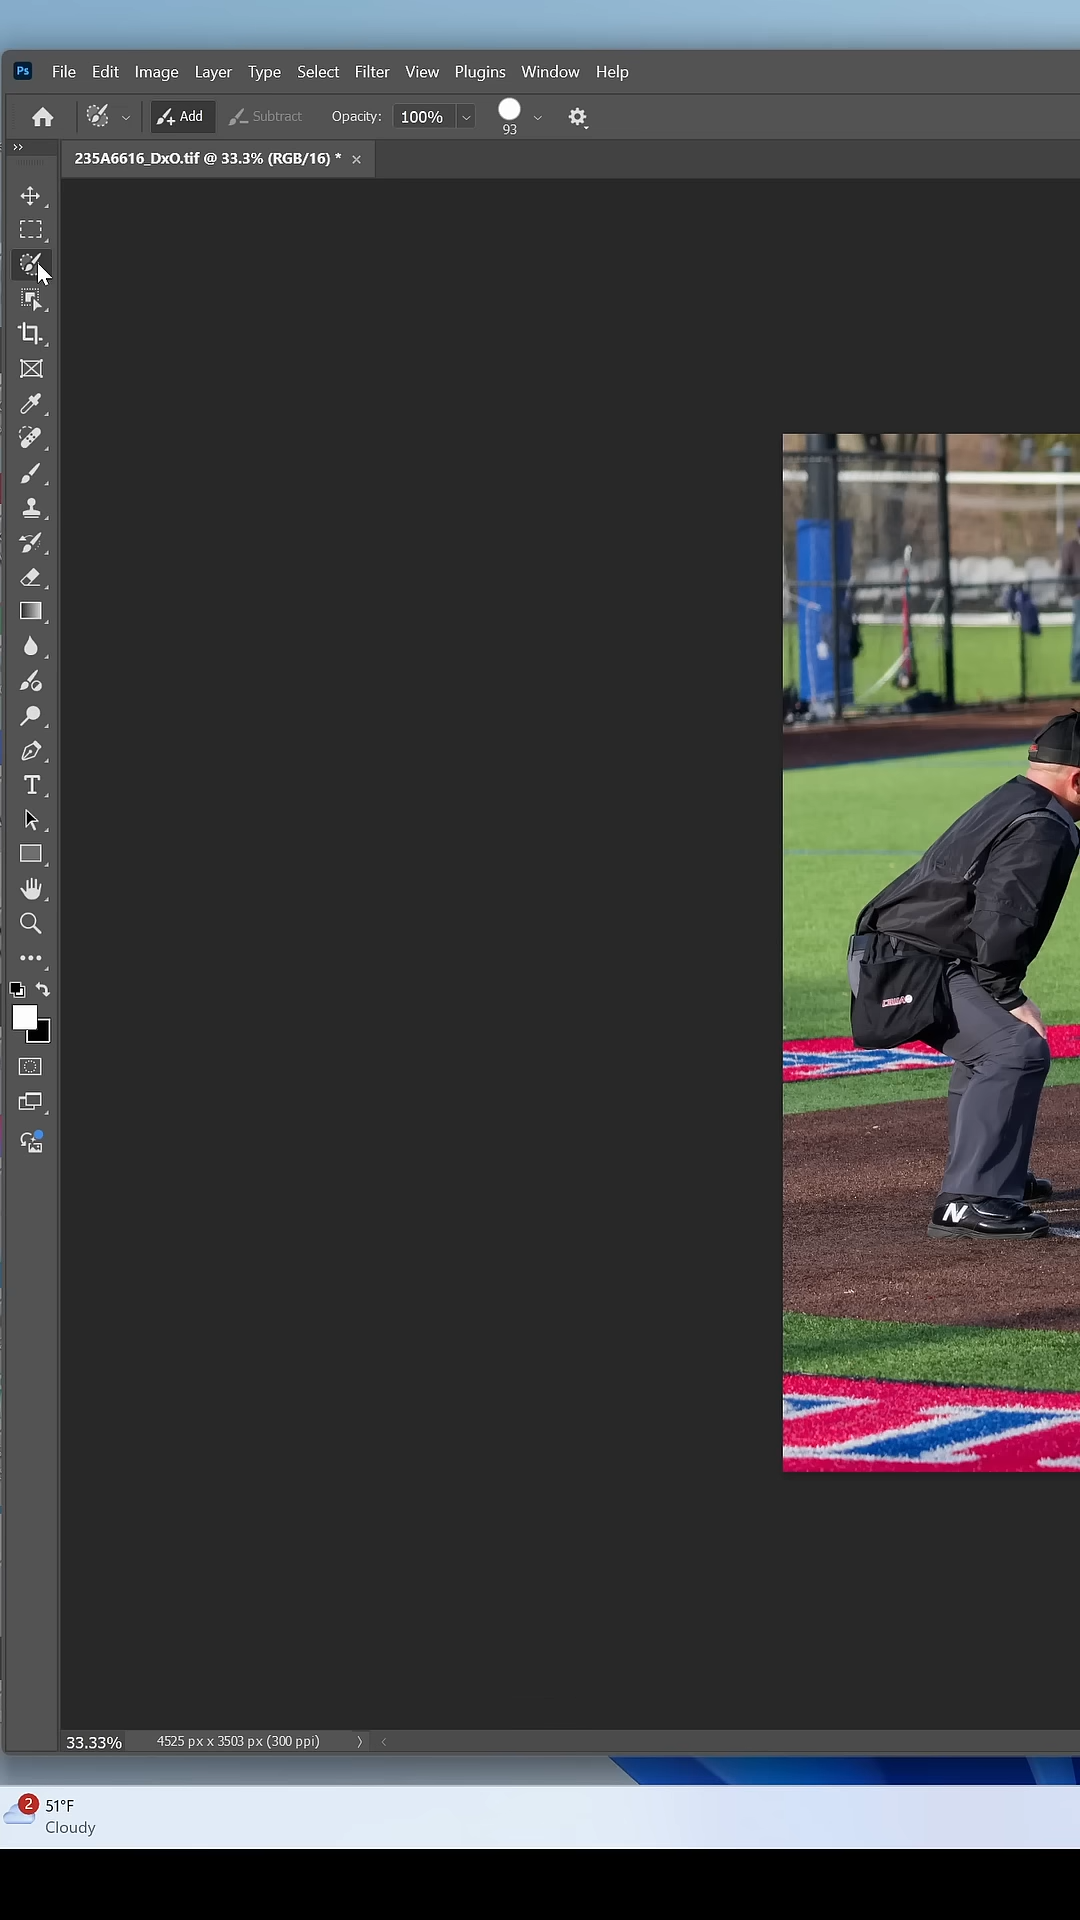 Ps File Edit Image Layer Type Select Filter View Plugins Window Help
Add Subtract Opacity: 100% 93
235A6616_DxO.tif @ 33.3% (RGB/16) *
T
N
33.33% 4525 px x 3503 px (300 ppi)
2 51°F
Cloudy